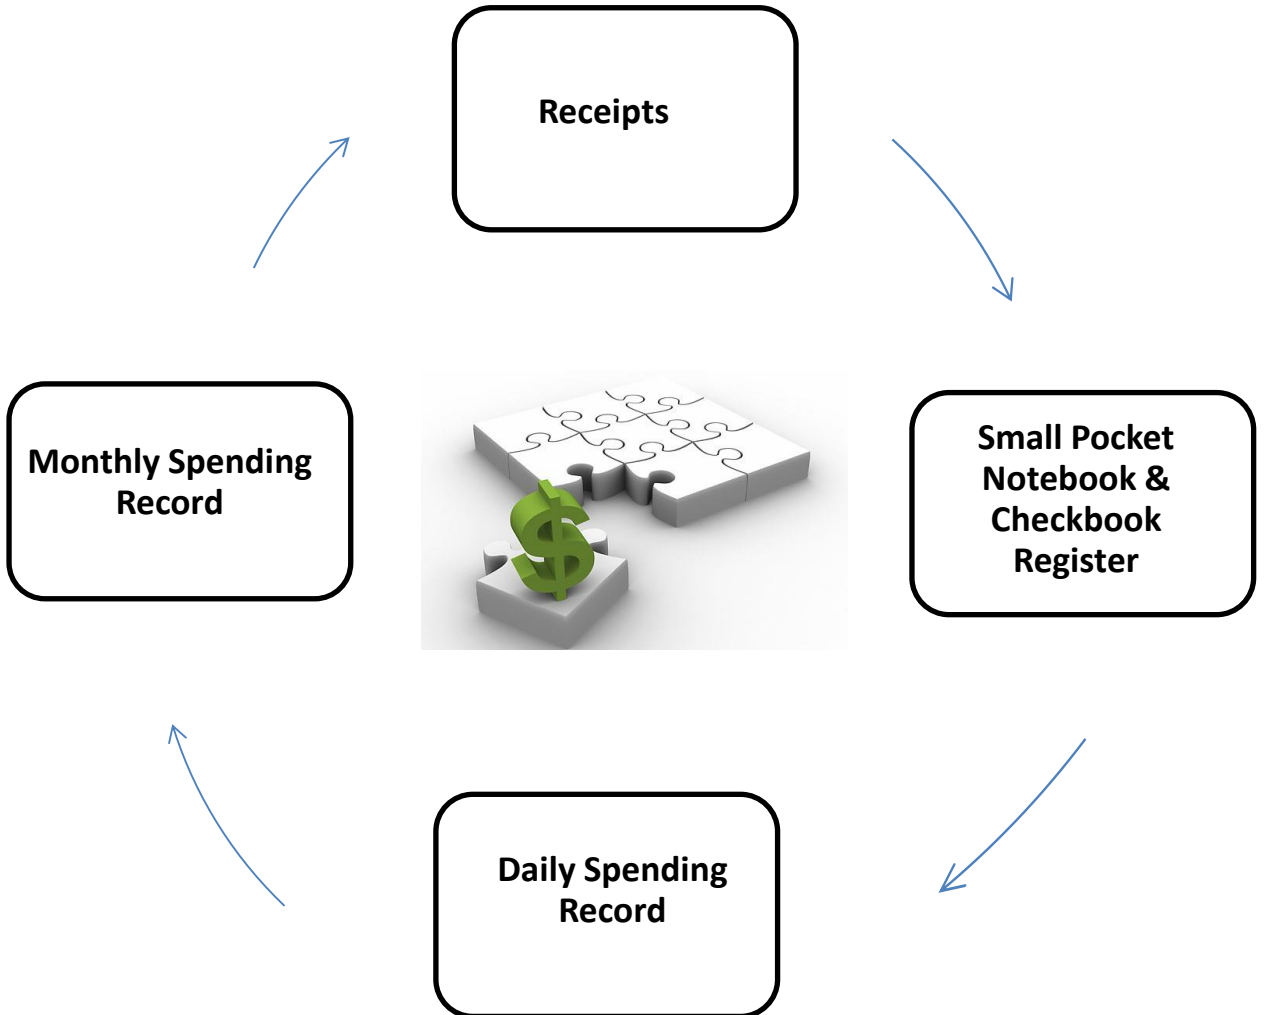 Receipts
Small Pocket
Notebook &
Checkbook
Register
Daily Spending
Record
Monthly Spending
Record